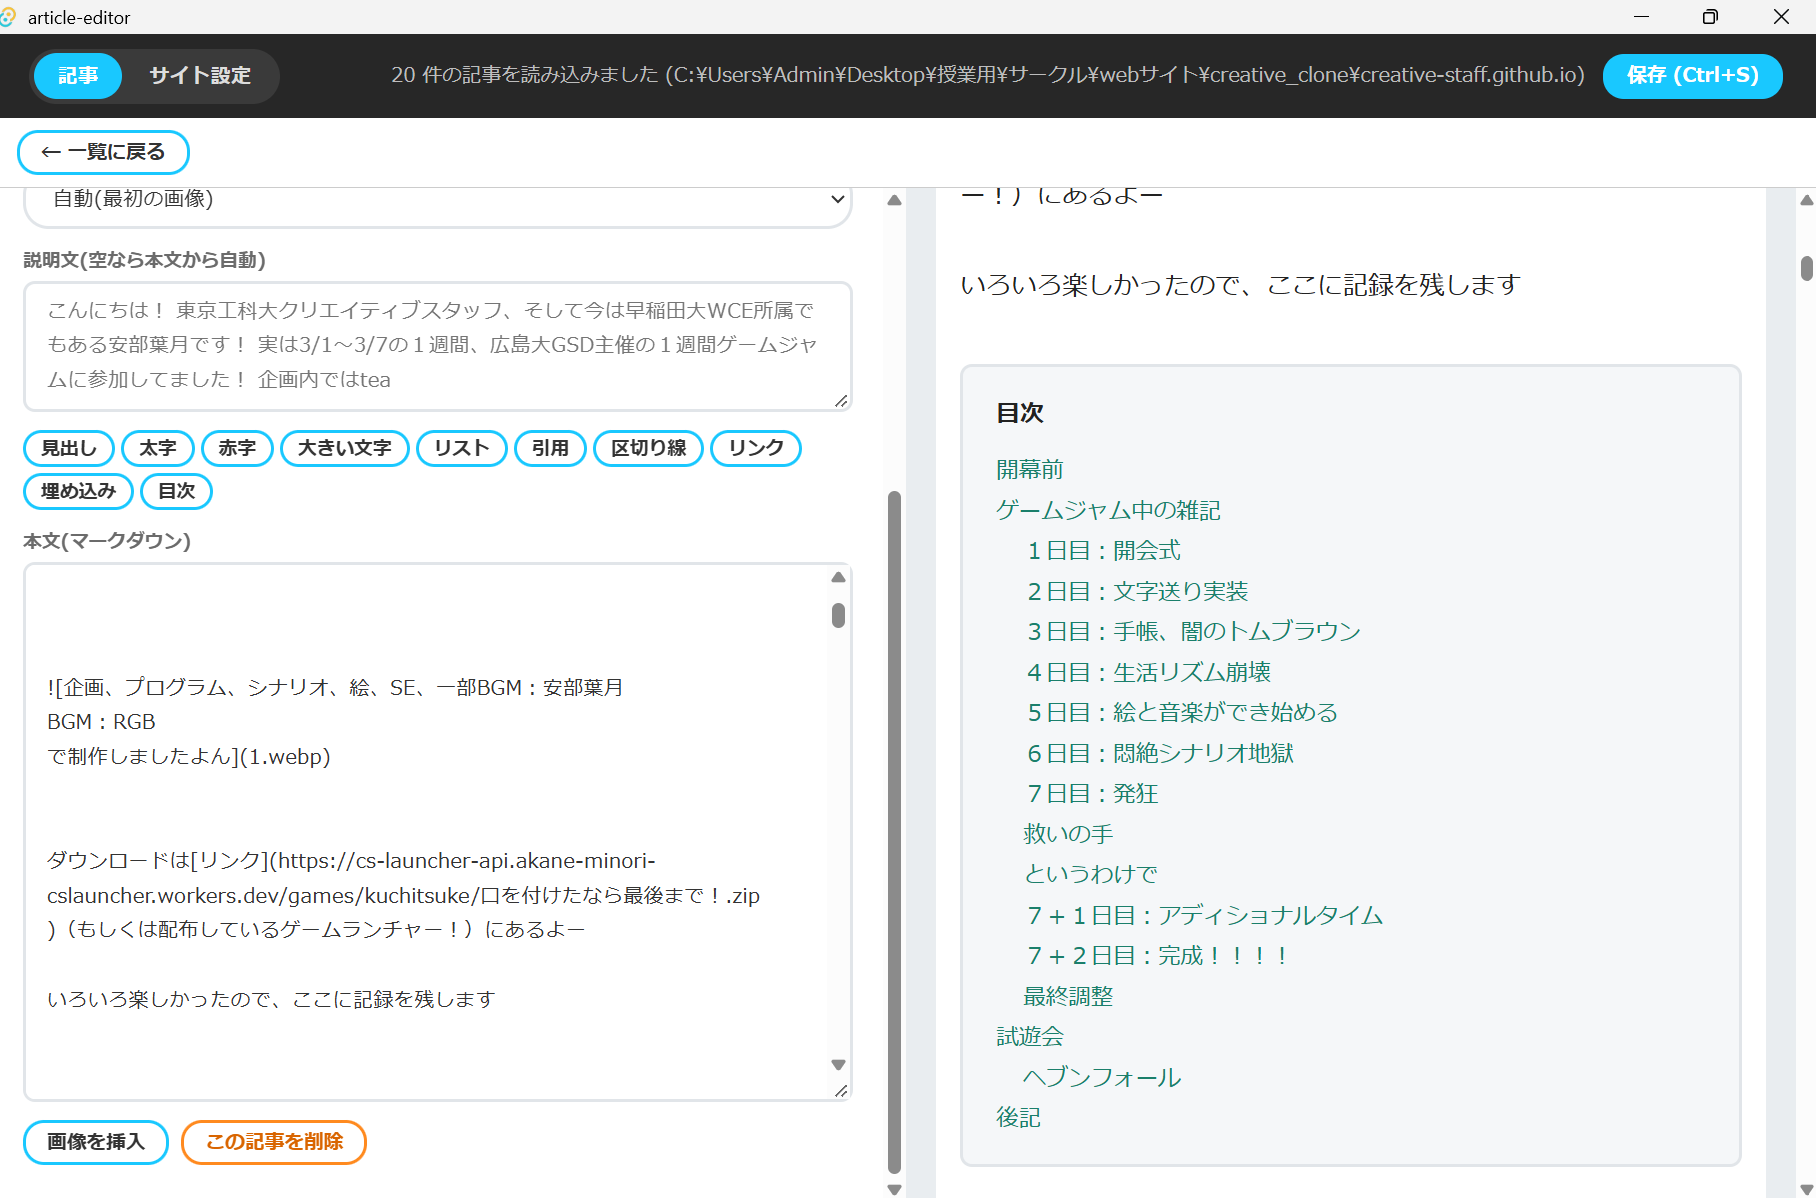 article-editor
記事
サイト設定
20 件の記事を読み込みました (C:¥Users¥Admin¥Desktop¥授業用¥サークル¥webサイト¥creative_clone¥creative-staff.github.io)
保存 (Ctrl+S)
← 一覧に戻る
自動(最初の画像)
説明文(空なら本文から自動)
こんにちは！ 東京工科大クリエイティブスタッフ、そして今は早稲田大WCE所属で
もある安部葉月です！ 実は3/1～3/7の１週間、広島大GSD主催の１週間ゲームジャ
ムに参加してました！ 企画内ではtea
見出し
太字
赤字
大きい文字
リスト
引用
区切り線
リンク
埋め込み
目次
本文(マークダウン)
![企画、プログラム、シナリオ、絵、SE、一部BGM：安部葉月
BGM：RGB
で制作しましたよん](1.webp)
ダウンロードは[リンク](https://cs-launcher-api.akane-minori-
cslauncher.workers.dev/games/kuchitsuke/口を付けたなら最後まで！.zip
)（もしくは配布しているゲームランチャー！）にあるよー
いろいろ楽しかったので、ここに記録を残します
画像を挿入
この記事を削除
ー！）にあるよー
いろいろ楽しかったので、ここに記録を残します
目次
開幕前
ゲームジャム中の雑記
１日目：開会式
２日目：文字送り実装
３日目：手帳、闇のトムブラウン
４日目：生活リズム崩壊
５日目：絵と音楽ができ始める
６日目：悶絶シナリオ地獄
７日目：発狂
救いの手
というわけで
７＋１日目：アディショナルタイム
７＋２日目：完成！！！！
最終調整
試遊会
ヘブンフォール
後記